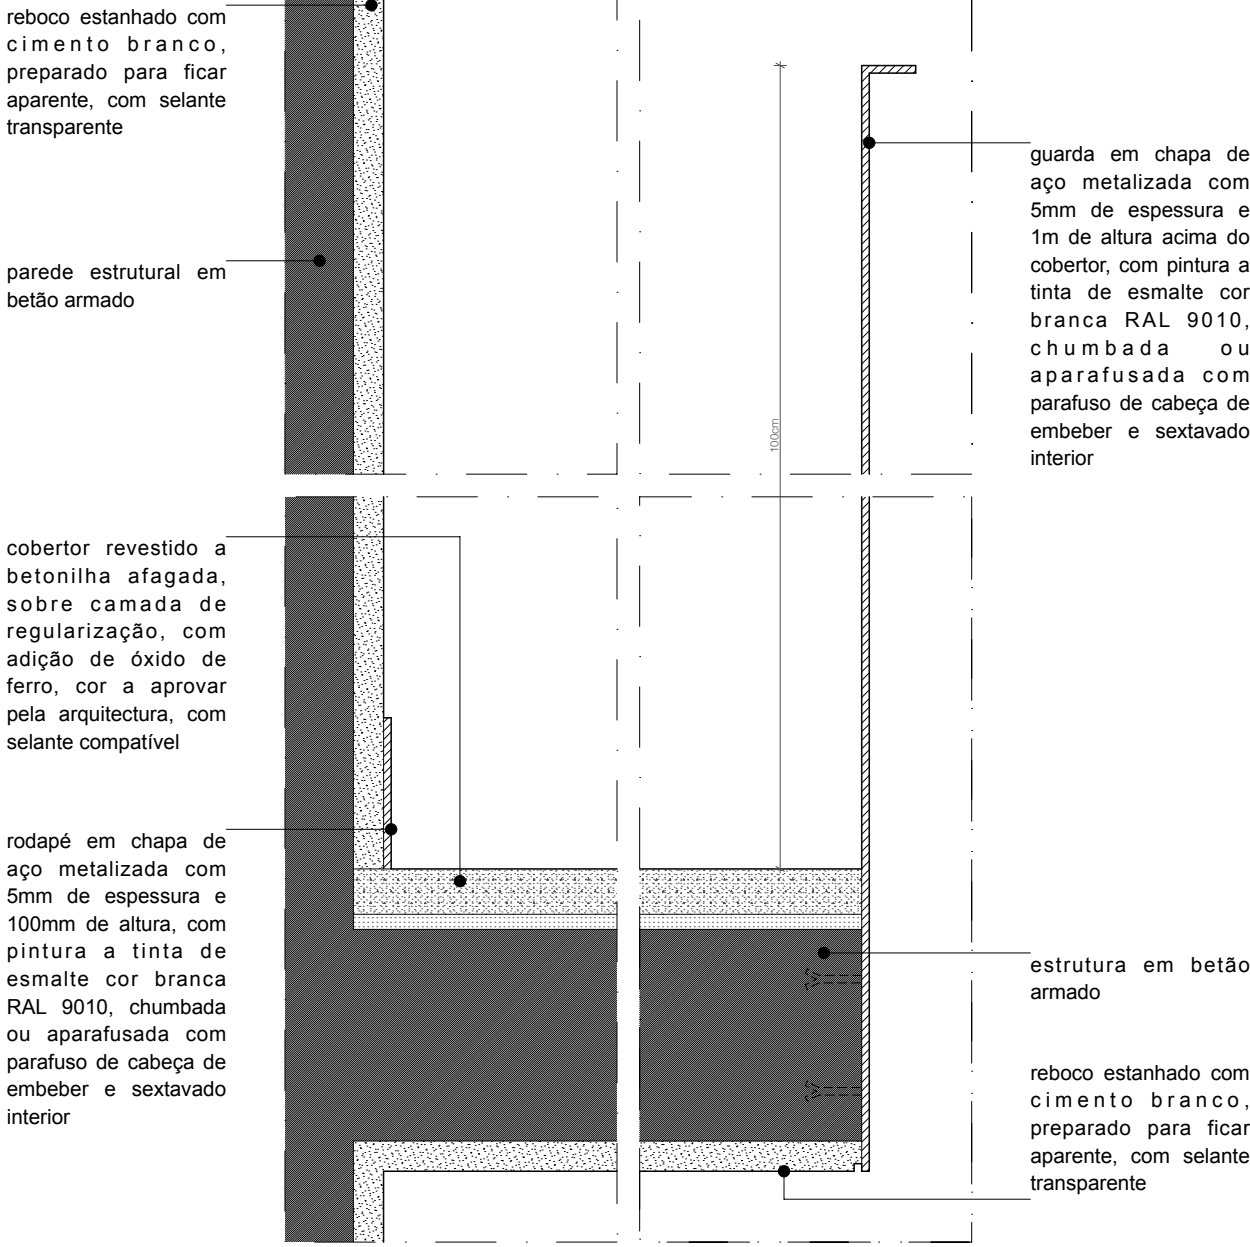 reboco estanhado com
cimento branco,
preparado para ficar
aparente, com selante
transparente
parede estrutural em
betão armado
cobertor revestido a
betonilha afagada,
sobre camada de
regularização, com
adição de óxido de
ferro, cor a aprovar
pela arquitectura, com
selante compatível
rodapé em chapa de
aço metalizada com
5mm de espessura e
100mm de altura, com
pintura a tinta de
esmalte cor branca
RAL 9010, chumbada
ou aparafusada com
parafuso de cabeça de
embeber e sextavado
interior
100cm
guarda em chapa de
aço metalizada com
5mm de espessura e
1m de altura acima do
cobertor, com pintura a
tinta de esmalte cor
branca RAL 9010,
chumbada ou
aparafusada com
parafuso de cabeça de
embeber e sextavado
interior
estrutura em betão
armado
reboco estanhado com
cimento branco,
preparado para ficar
aparente, com selante
transparente